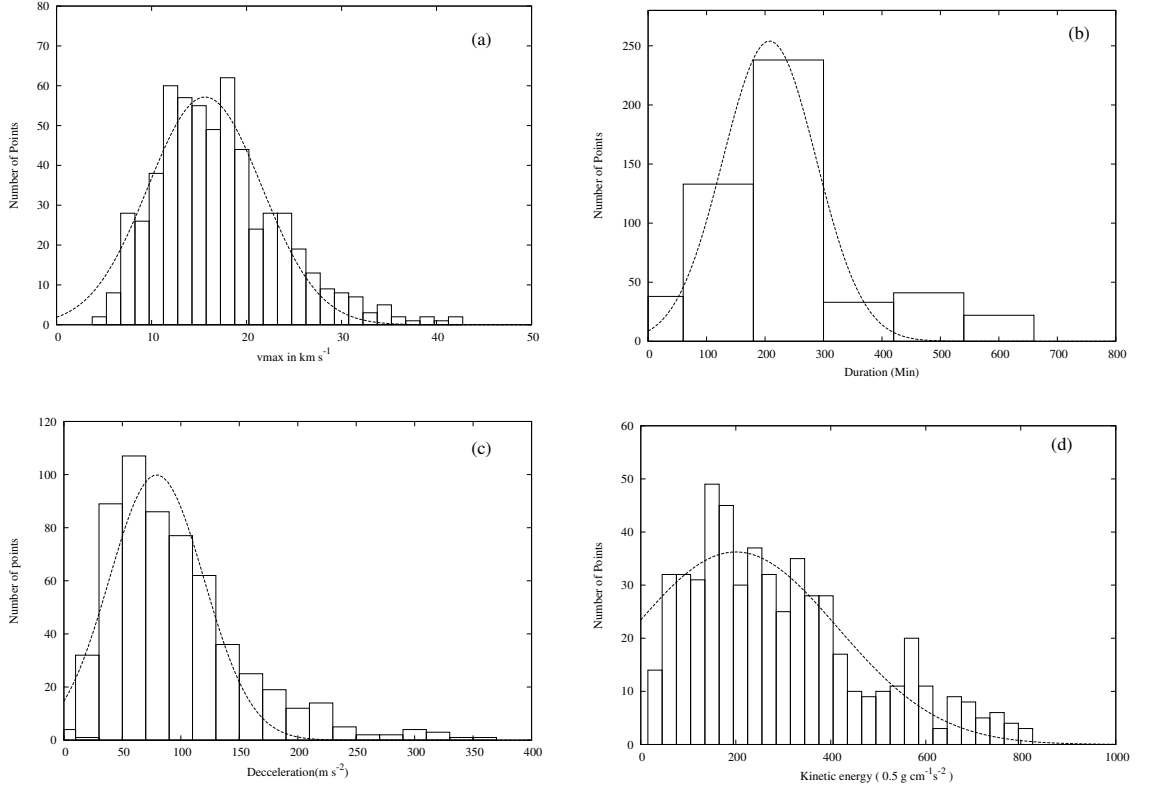 80
70
60
50
40
30
20
10
0
Number of Points
(a)
0 10 20 30 40 50
vmax in km s-1
250
200
150
100
50
0
Number of Points
(b)
0 100 200 300 400 500 600 700 800
Duration (Min)
120
100
80
60
40
20
0
Number of points
(c)
0 50 100 150 200 250 300 350 400
Decceleration(m s-2)
60
50
40
30
20
10
0
Number of Points
(d)
0 200 400 600 800 1000
Kinetic energy ( 0.5 g cm-1s-2 )